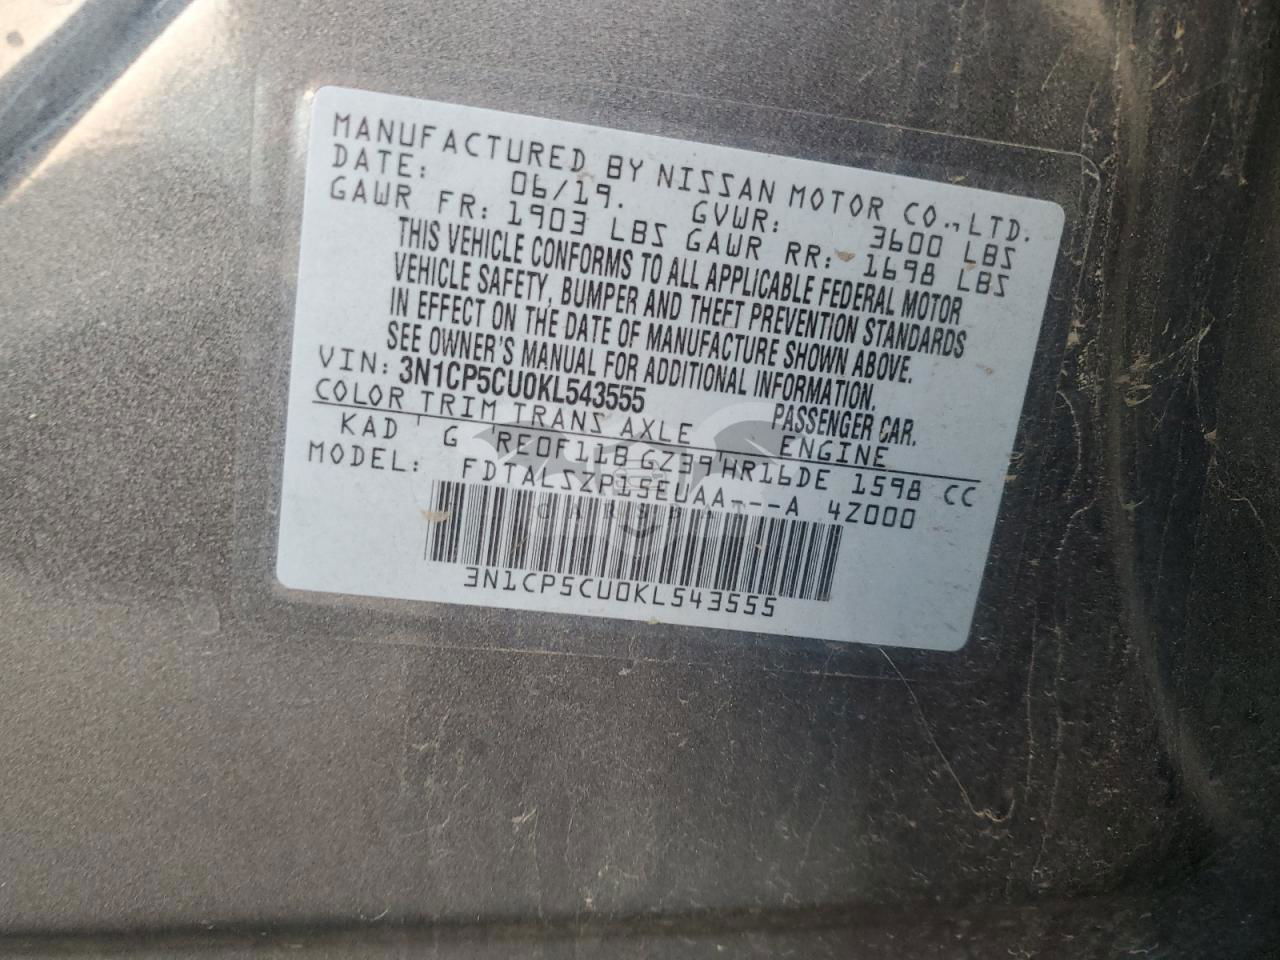 MANUFACTURED BY NISSAN MOTOR CO., LTD.
DATE: 06/19. GVWR: 3600 LBS
GAWR FR: 1903 LBS GAWR RR: 1698 LBS
THIS VEHICLE CONFORMS TO ALL APPLICABLE FEDERAL MOTOR
VEHICLE SAFETY, BUMPER AND THEFT PREVENTION STANDARDS
IN EFFECT ON THE DATE OF MANUFACTURE SHOWN ABOVE.
SEE OWNER'S MANUAL FOR ADDITIONAL INFORMATION.
VIN: 3N1CP5CU0KL543555 PASSENGER CAR.
COLOR TRIM TRANS AXLE ENGINE
KAD G RE0F11B GZ39 HR16DE 1598 CC
MODEL: FDTALSZP15EUAA---A 4Z000
3N1CP5CU0KL543555